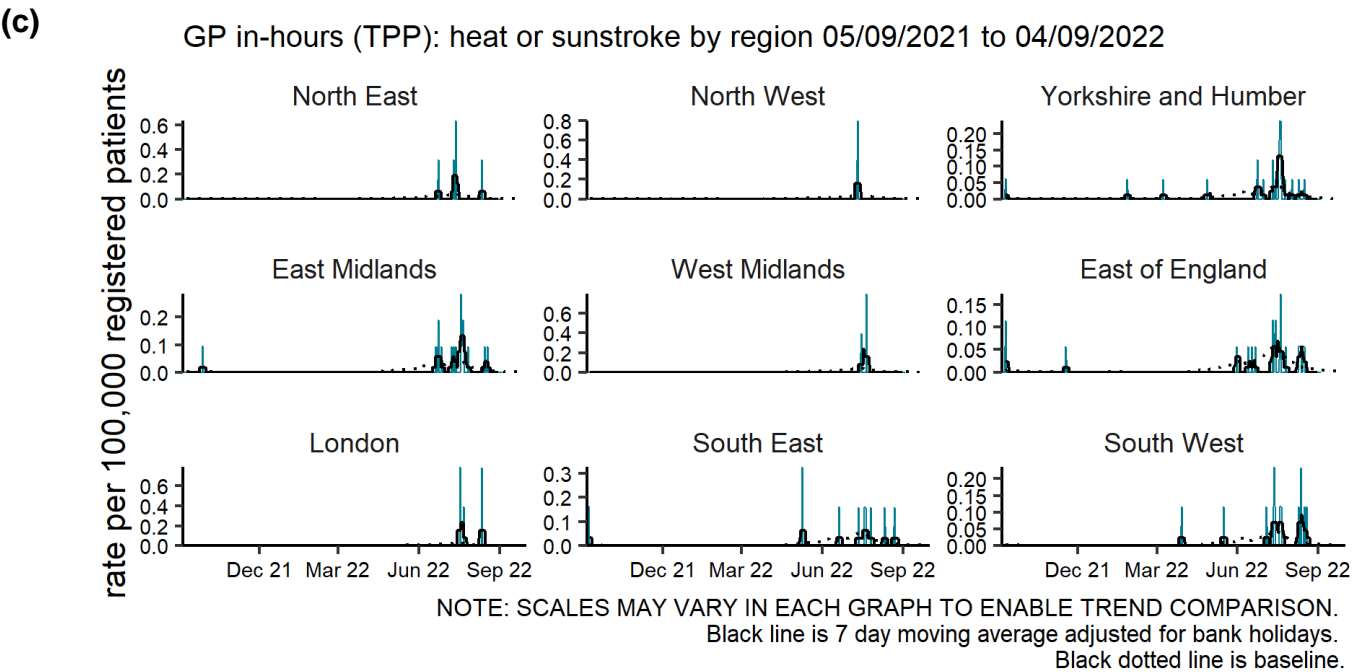 (c)
GP in-hours (TPP): heat or sunstroke by region 05/09/2021 to 04/09/2022
rate per 100,000 registered patients
North East
0.6
0.4
0.2
0.0
North West
0.8
0.6
0.4
0.2
0.0
Yorkshire and Humber
0.20
0.15
0.10
0.05
0.00
East Midlands
0.2
0.1
0.0
West Midlands
0.6
0.4
0.2
0.0
East of England
0.15
0.10
0.05
0.00
London
0.6
0.4
0.2
0.0
South East
0.3
0.2
0.1
0.0
South West
0.20
0.15
0.10
0.05
0.00
Dec 21 Mar 22 Jun 22 Sep 22
Dec 21 Mar 22 Jun 22 Sep 22
Dec 21 Mar 22 Jun 22 Sep 22
NOTE: SCALES MAY VARY IN EACH GRAPH TO ENABLE TREND COMPARISON.
Black line is 7 day moving average adjusted for bank holidays.
Black dotted line is baseline.